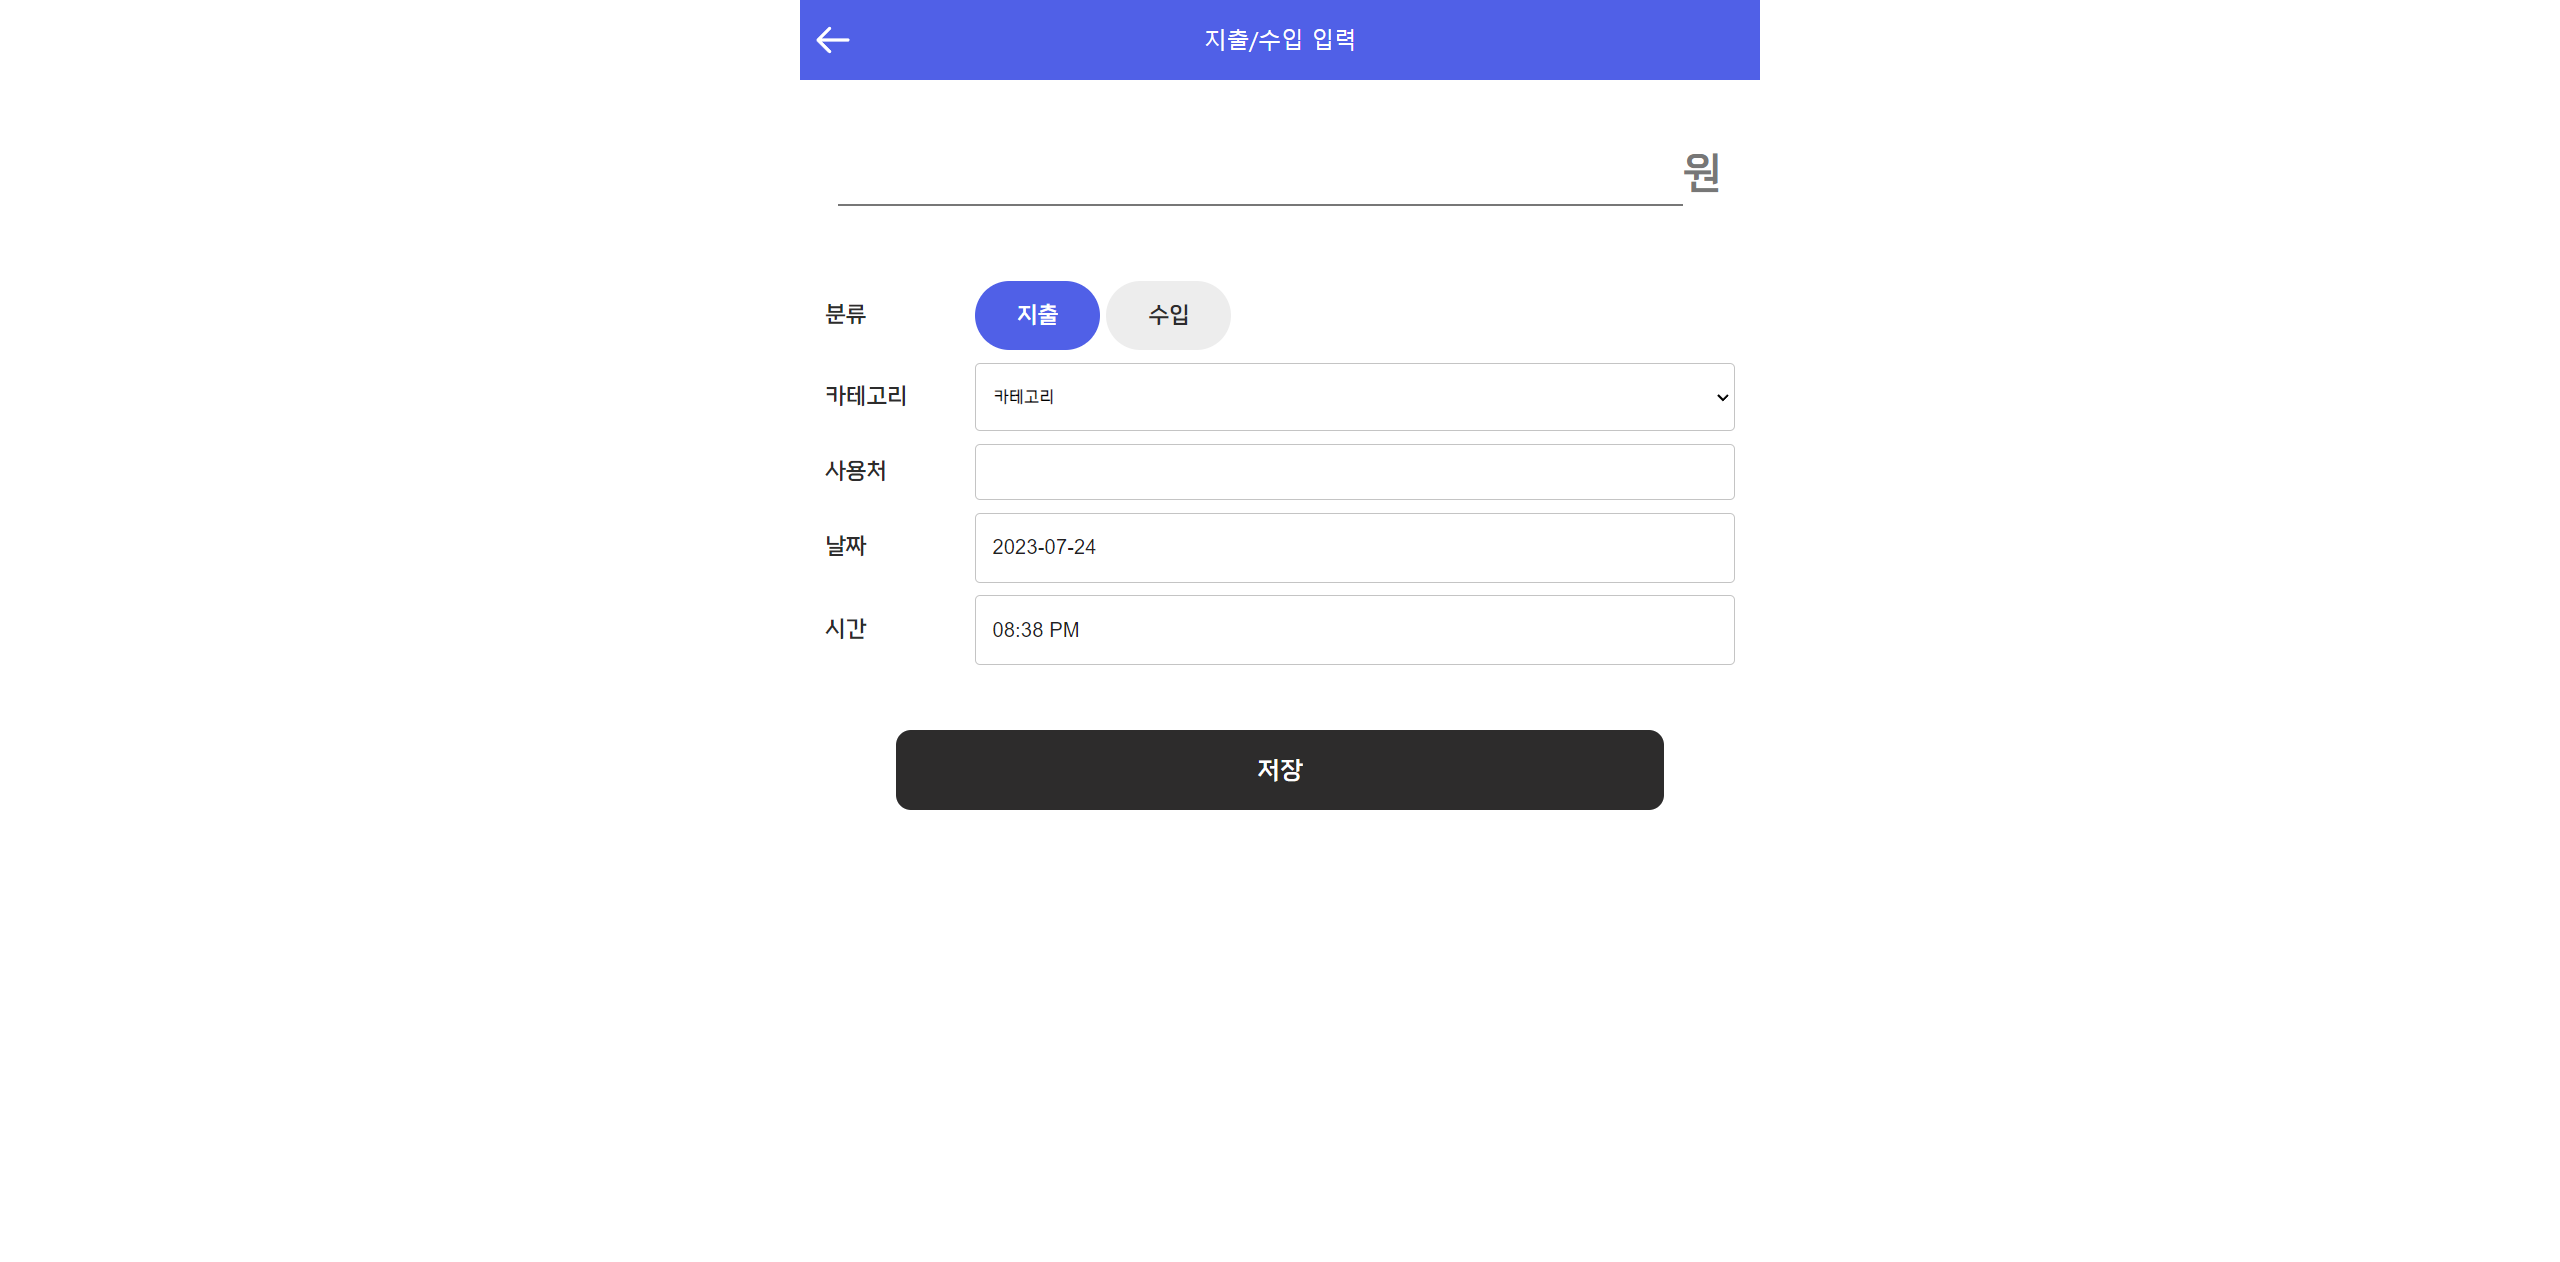 지출/수입 입력
원
분류 지출 수입
카테고리 카테고리
사용처
날짜 2023-07-24
시간 08:38 PM
저장